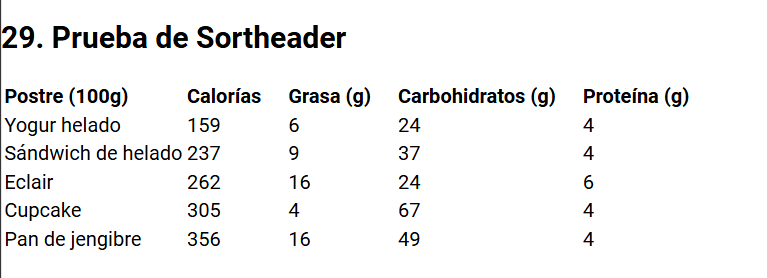 29. Prueba de Sortheader
Postre (100g) Calorías Grasa (g) Carbohidratos (g) Proteína (g)
Yogur helado 159 6 24 4
Sándwich de helado 237 9 37 4
Eclair 262 16 24 6
Cupcake 305 4 67 4
Pan de jengibre 356 16 49 4